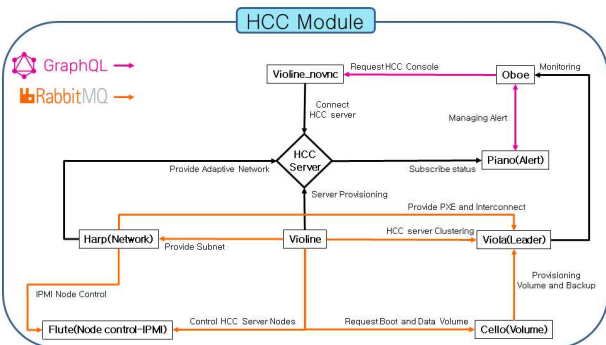 HCC Module
GraphQL
RabbitMQ
Violine_novnc
Request HCC Console
Oboe
Monitoring
Connect
HCC server
Managing Alert
HCC
Server
Provide Adaptive Network
Subscribe status
Piano(Alert)
Server Provisioning
Provide PXE and Interconnect
Harp(Network)
Provide Subnet
Violine
HCC server Clustering
Viola(Leader)
IPMI Node Control
Provisioning
Volume and Backup
Flute(Node control-IPMI)
Control HCC Server Nodes
Request Boot and Data Volume
Cello(Volume)